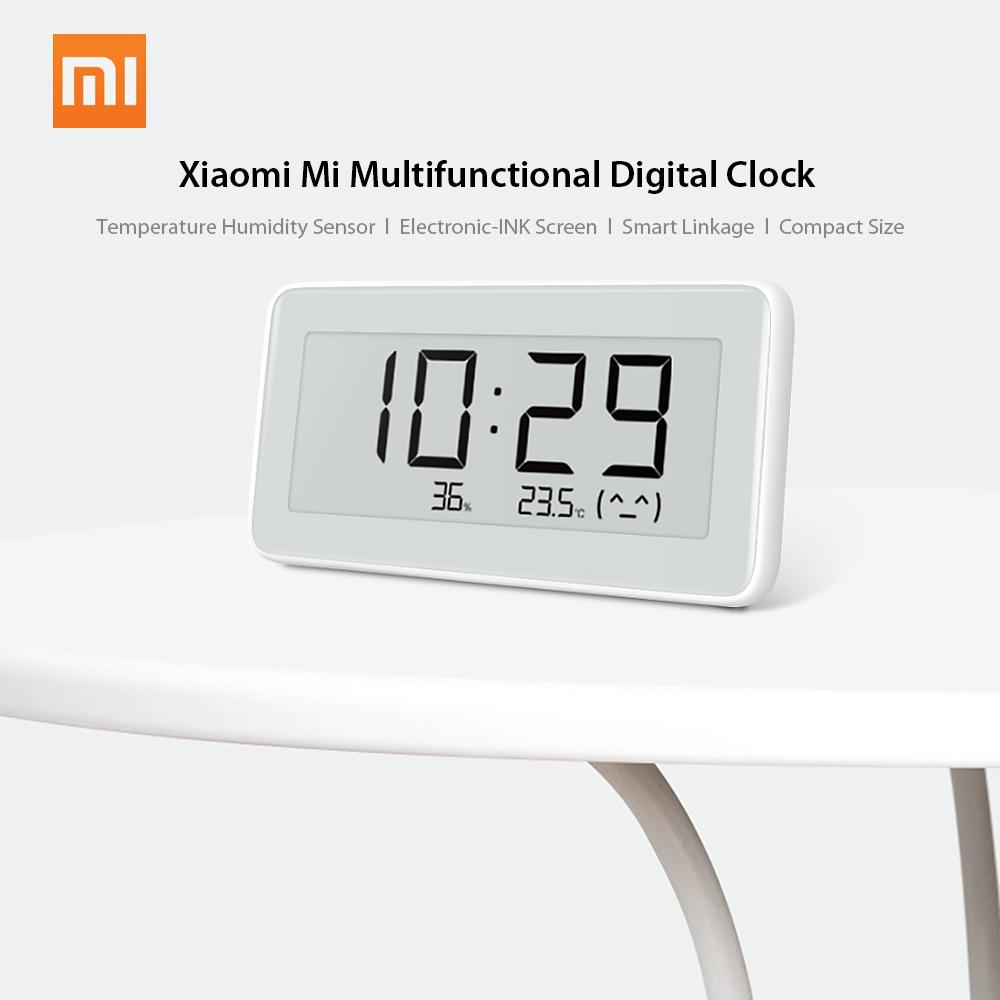 mi
Xiaomi Mi Multifunctional Digital Clock
Temperature Humidity Sensor | Electronic-INK Screen | Smart Linkage | Compact Size
10:29
36% 23.5°C (^_^)